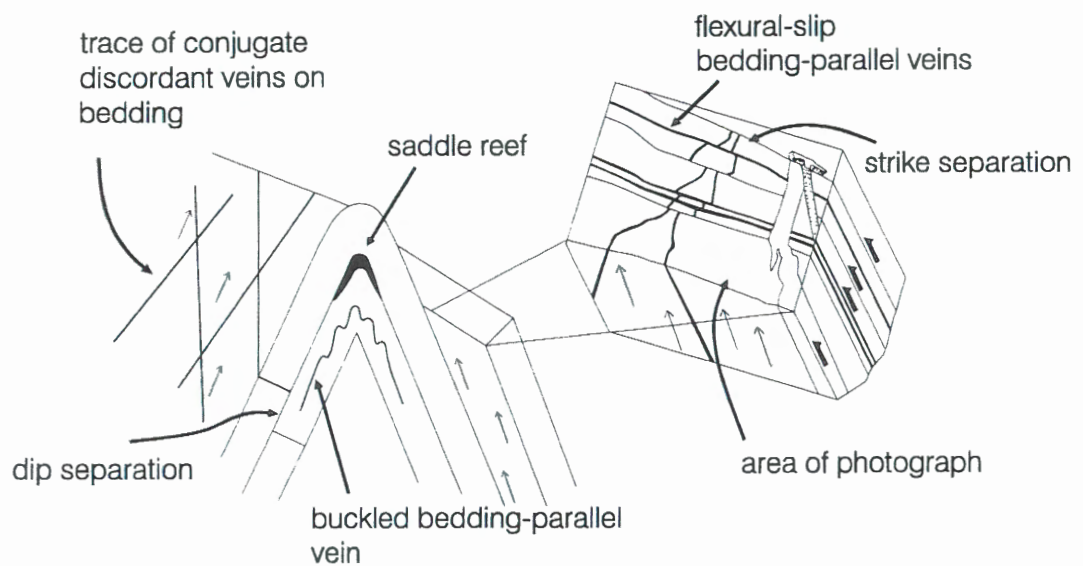 trace of conjugate
discordant veins on
bedding
saddle reef
flexural-slip
bedding-parallel veins
strike separation
dip separation
buckled bedding-parallel
vein
area of photograph